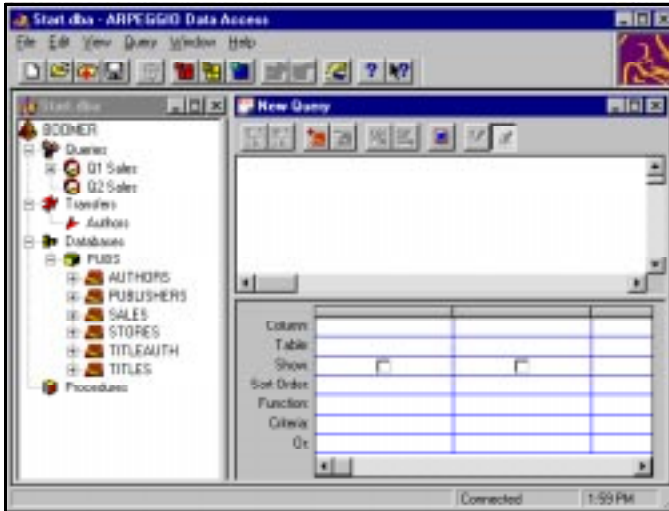 Start.dba - ARPEGGIO Data Access
File Edit View Query Window Help
Start.dba
BOOMER
Queries
Q1 Sales
Q2 Sales
Transfers
Authors
Databases
PUBS
AUTHORS
PUBLISHERS
SALES
STORES
TITLEAUTH
TITLES
Procedures
New Query
Column:
Table:
Show:
Sort Order:
Function:
Criteria:
Or:
Connected
1:59 PM